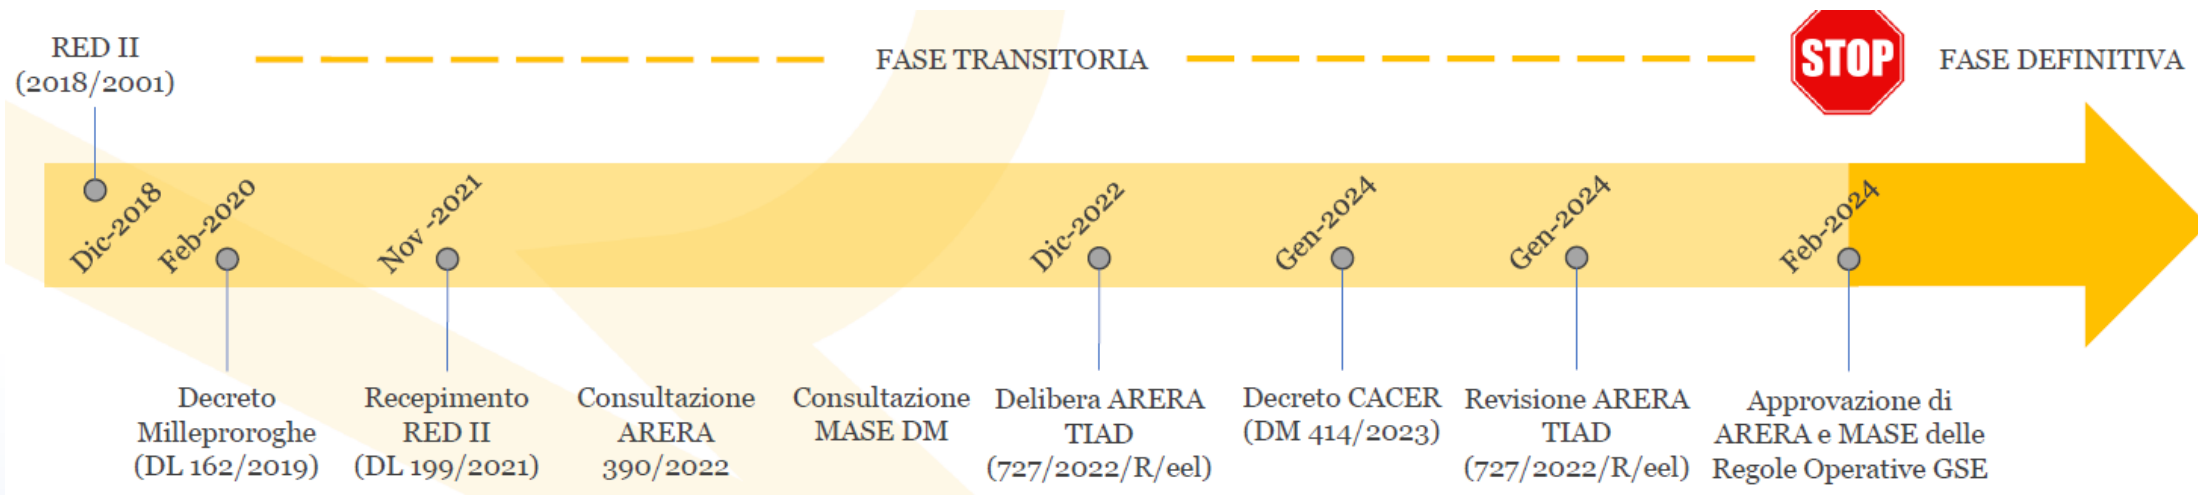 RED II
(2018/2001)
FASE TRANSITORIA
STOP
FASE DEFINITIVA
Dic-2018
Feb-2020
Nov -2021
Dic-2022
Gen-2024
Gen-2024
Feb-2024
Decreto
Milleproroghe
(DL 162/2019)
Recepimento
RED II
(DL 199/2021)
Consultazione
ARERA
390/2022
Consultazione
MASE DM
Delibera ARERA
TIAD
(727/2022/R/eel)
Decreto CACER
(DM 414/2023)
Revisione ARERA
TIAD
(727/2022/R/eel)
Approvazione di
ARERA e MASE delle
Regole Operative GSE